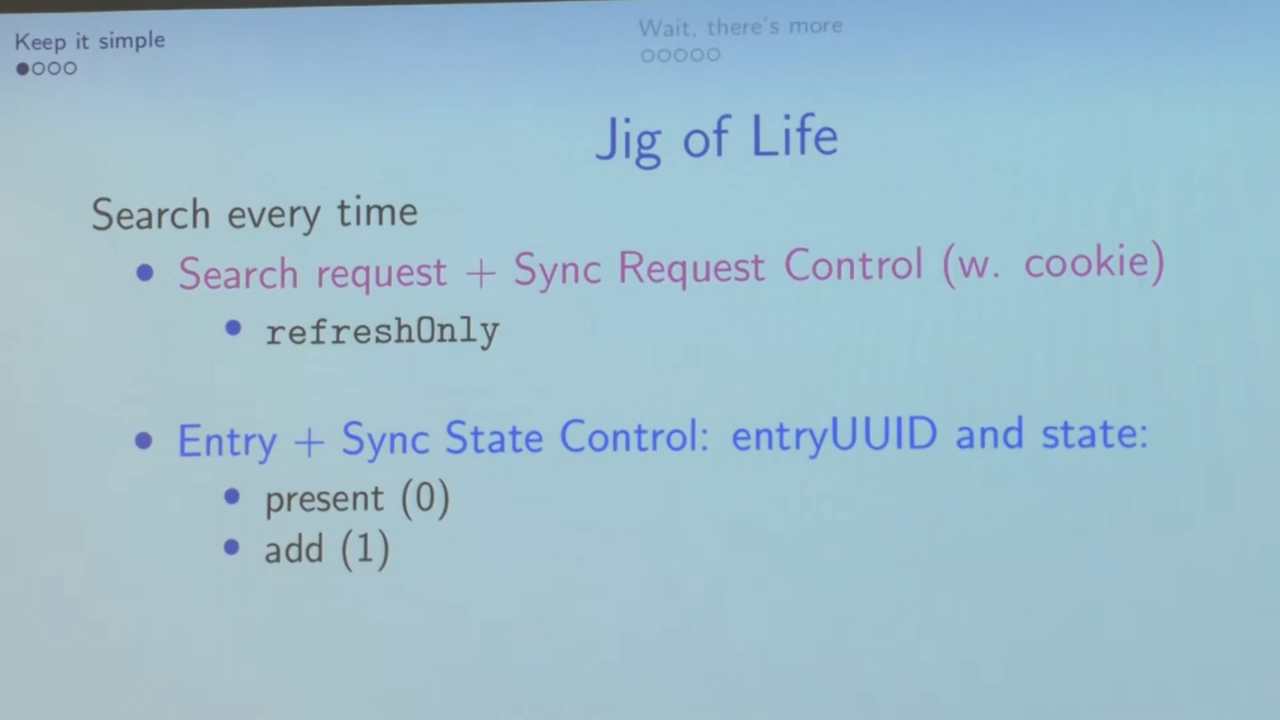 Keep it simple
Wait, there's more
Jig of Life
Search every time
Search request + Sync Request Control (w. cookie)
refreshOnly
Entry + Sync State Control: entryUUID and state:
present (0)
add (1)